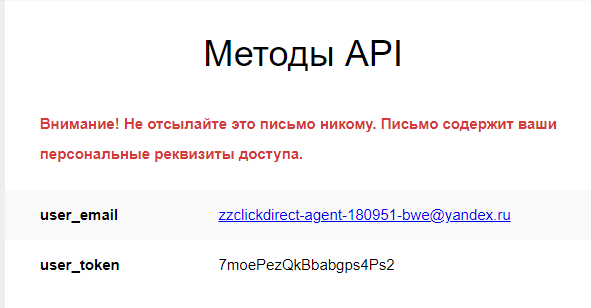 Методы API
Внимание! Не отсылайте это письмо никому. Письмо содержит ваши
персональные реквизиты доступа.
user_email zzclickdirect-agent-180951-bwe@yandex.ru
user_token 7moePezQkBbabgps4Ps2